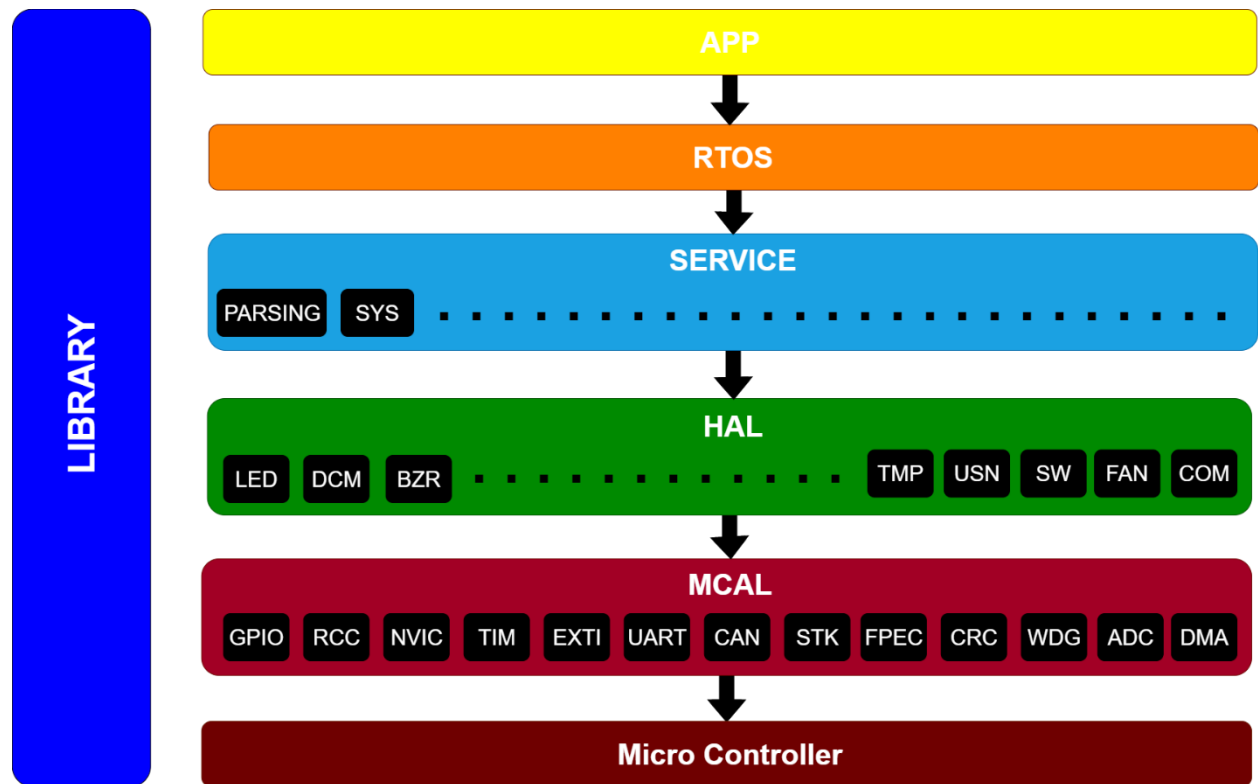 LIBRARY
APP
RTOS
SERVICE
PARSING SYS
HAL
LED DCM BZR TMP USN SW FAN COM
MCAL
GPIO RCC NVIC TIM EXTI UART CAN STK FPEC CRC WDG ADC DMA
Micro Controller